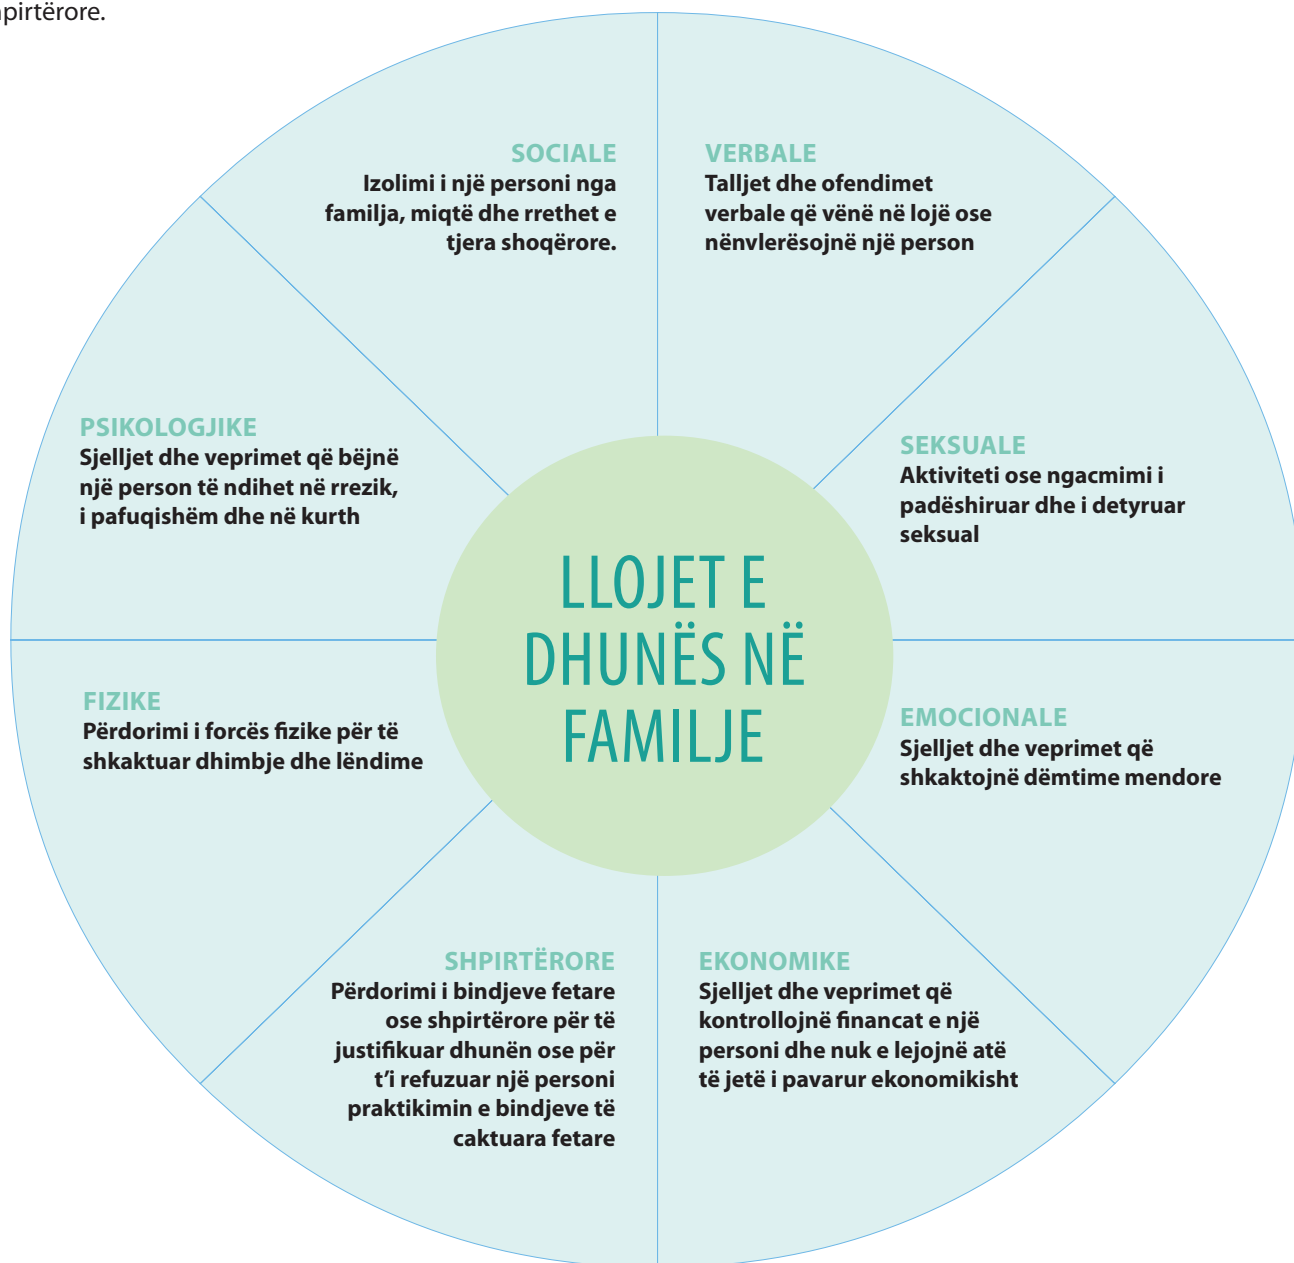 SOCIALE
Izolimi i një personi nga
familja, miqtë dhe rrethet e
tjera shoqërore.
VERBALE
Talljet dhe ofendimet
verbale që vënë në lojë ose
nënvlerësojnë një person
PSIKOLOGJIKE
Sjelljet dhe veprimet që bëjnë
një person të ndihet në rrezik,
i pafuqishëm dhe në kurth
SEKSUALE
Aktiviteti ose ngacmimi i
padëshiruar dhe i detyruar
seksual
LLOJET E
DHUNËS NË
FAMILJE
FIZIKE
Përdorimi i forcës fizike për të
shkaktuar dhimbje dhe lëndime
EMOCIONALE
Sjelljet dhe veprimet që
shkaktojnë dëmtime mendore
SHPIRTËRORE
Përdorimi i bindjeve fetare
ose shpirtërore për të
justifikuar dhunën ose për
t’i refuzuar një personi
praktikimin e bindjeve të
caktuara fetare
EKONOMIKE
Sjelljet dhe veprimet që
kontrollojnë financat e një
personi dhe nuk e lejojnë atë
të jetë i pavarur ekonomikisht